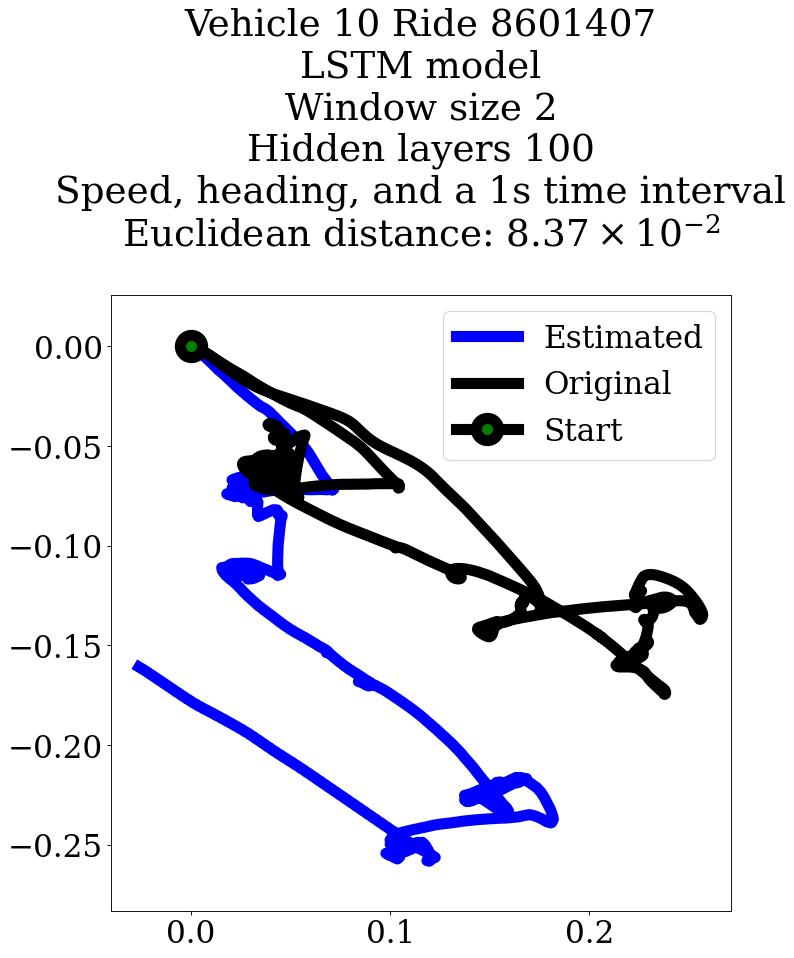 Vehicle 10 Ride 8601407
LSTM model
Window size 2
Hidden layers 100
Speed, heading, and a 1s time interval
Euclidean distance: 8.37 × 10⁻²
Estimated
Original
Start
0.00
−0.05
−0.10
−0.15
−0.20
−0.25
0.0 0.1 0.2